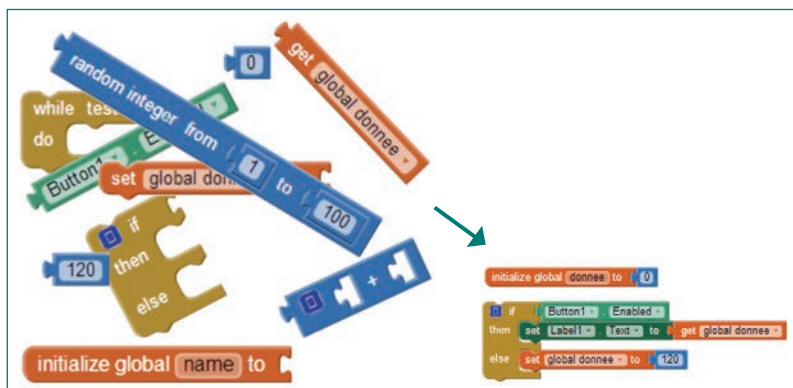 random integer from 1 to 100
0
get global donnee
while test
do
Button1
set global donn
if
then
else
120
+
initialize global name to
initialize global donnee to 0
if Button1 . Enabled
then set Label1 . Text to get global donnee
else set global donnee to 120